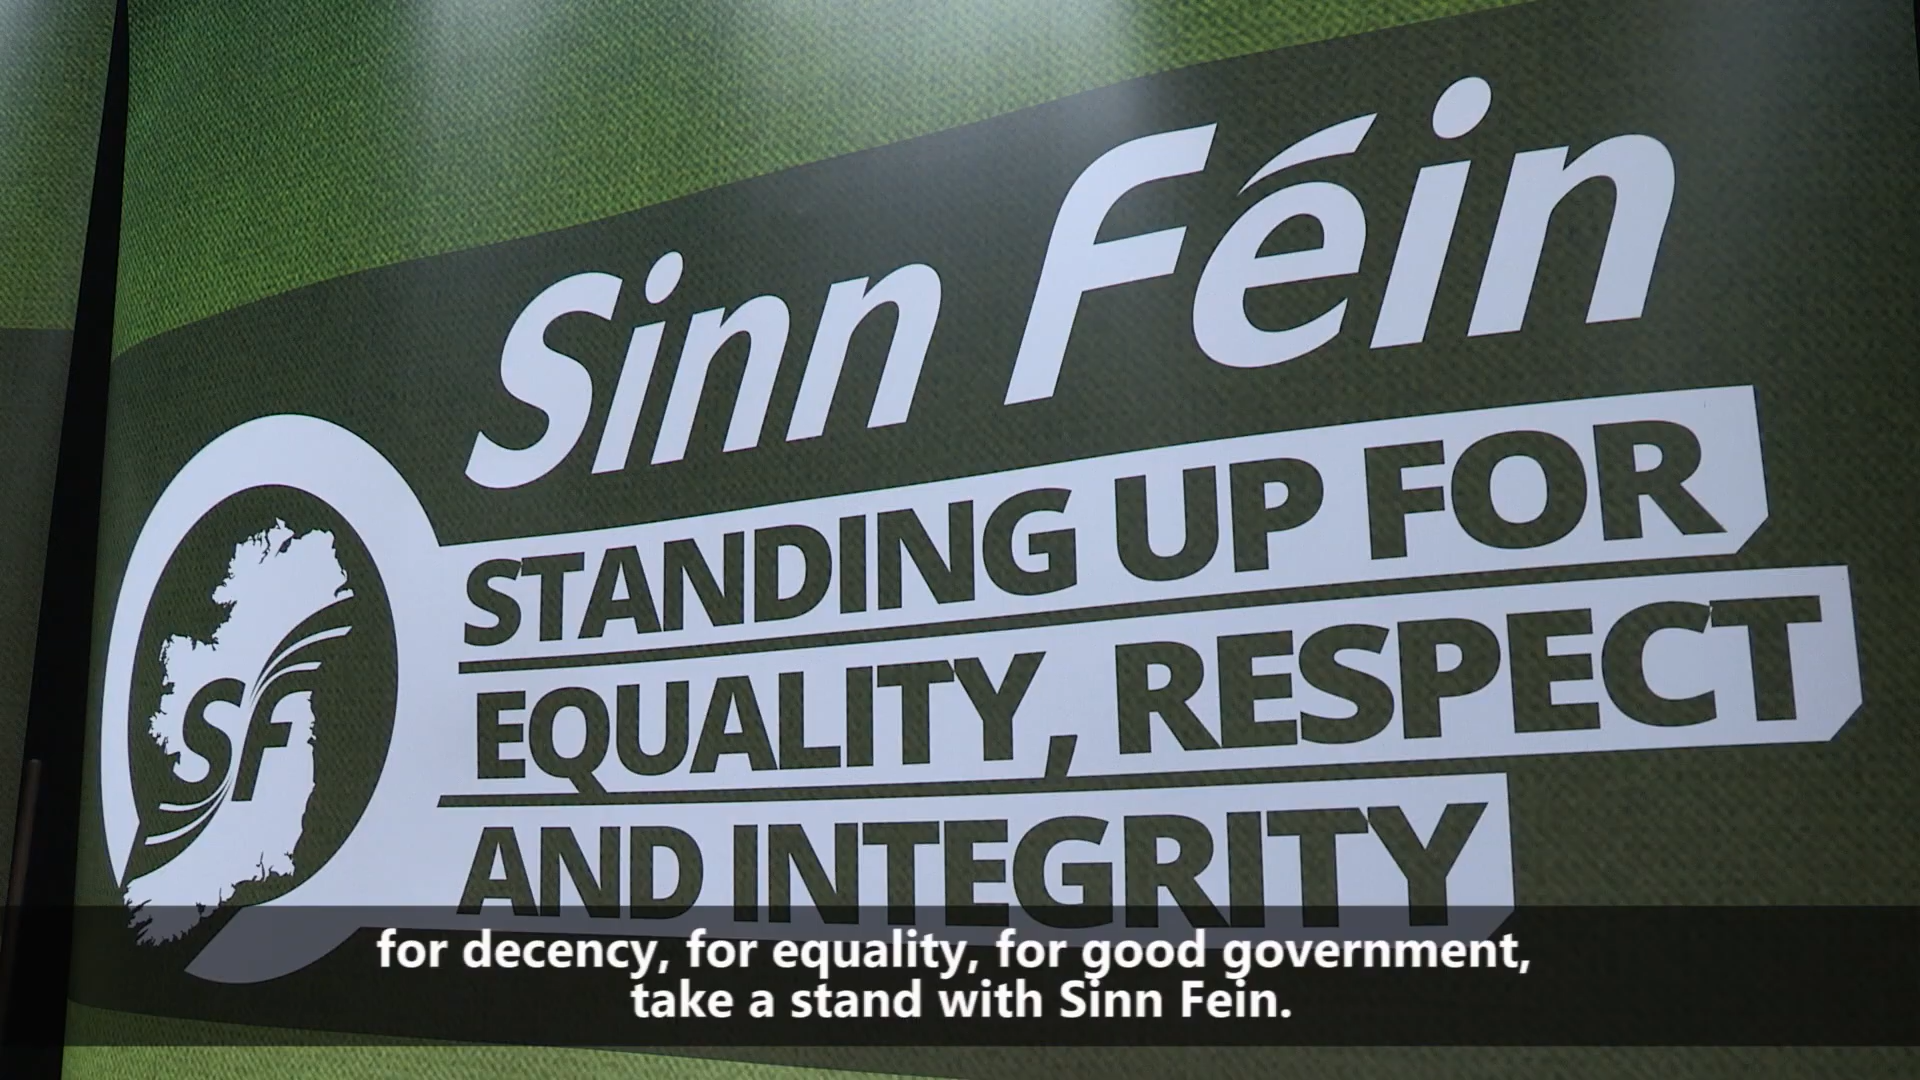 Sinn Féin
STANDING UP FOR
EQUALITY, RESPECT
AND INTEGRITY
SF
for decency, for equality, for good government,
take a stand with Sinn Fein.